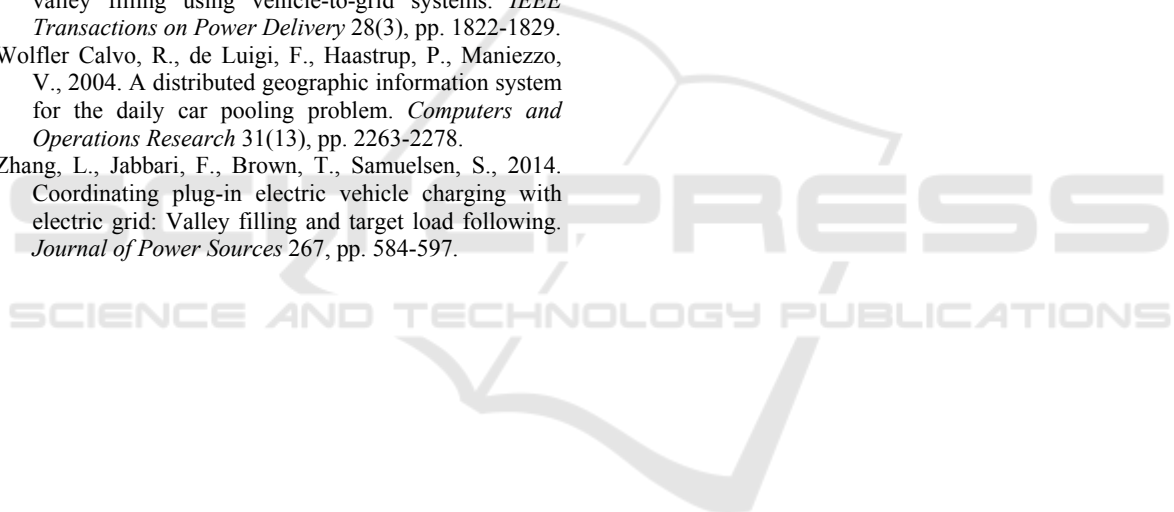 valley filling using vehicle-to-grid systems. IEEE
Transactions on Power Delivery 28(3), pp. 1822-1829.
Wolfler Calvo, R., de Luigi, F., Haastrup, P., Maniezzo,
V., 2004. A distributed geographic information system
for the daily car pooling problem. Computers and
Operations Research 31(13), pp. 2263-2278.
Zhang, L., Jabbari, F., Brown, T., Samuelsen, S., 2014.
Coordinating plug-in electric vehicle charging with
electric grid: Valley filling and target load following.
Journal of Power Sources 267, pp. 584-597.
SCITEPRESS
SCIENCE AND TECHNOLOGY PUBLICATIONS